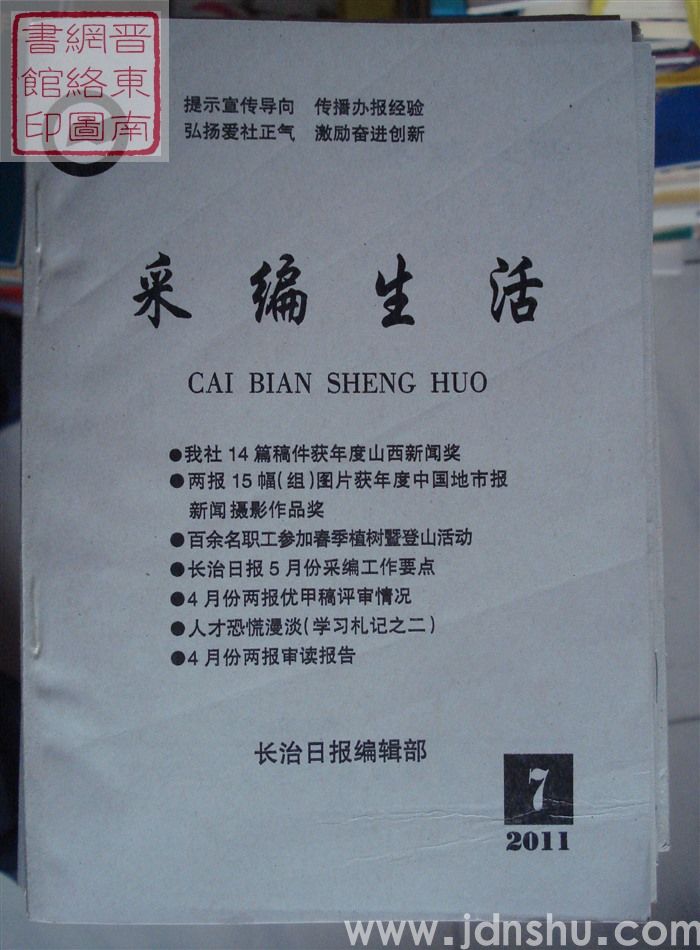 晋东南
網絡圖
書館印
提示宣传导向 传播办报经验
弘扬爱社正气 激励奋进创新
采编生活
CAI BIAN SHENG HUO
●我社14篇稿件获年度山西新闻奖
●两报15幅(组)图片获年度中国地市报
新闻摄影作品奖
●百余名职工参加春季植树暨登山活动
●长治日报5月份采编工作要点
●4月份两报优甲稿评审情况
●人才恐慌漫谈(学习札记之二)
●4月份两报审读报告
长治日报编辑部
7
2011
www.jdnshu.com